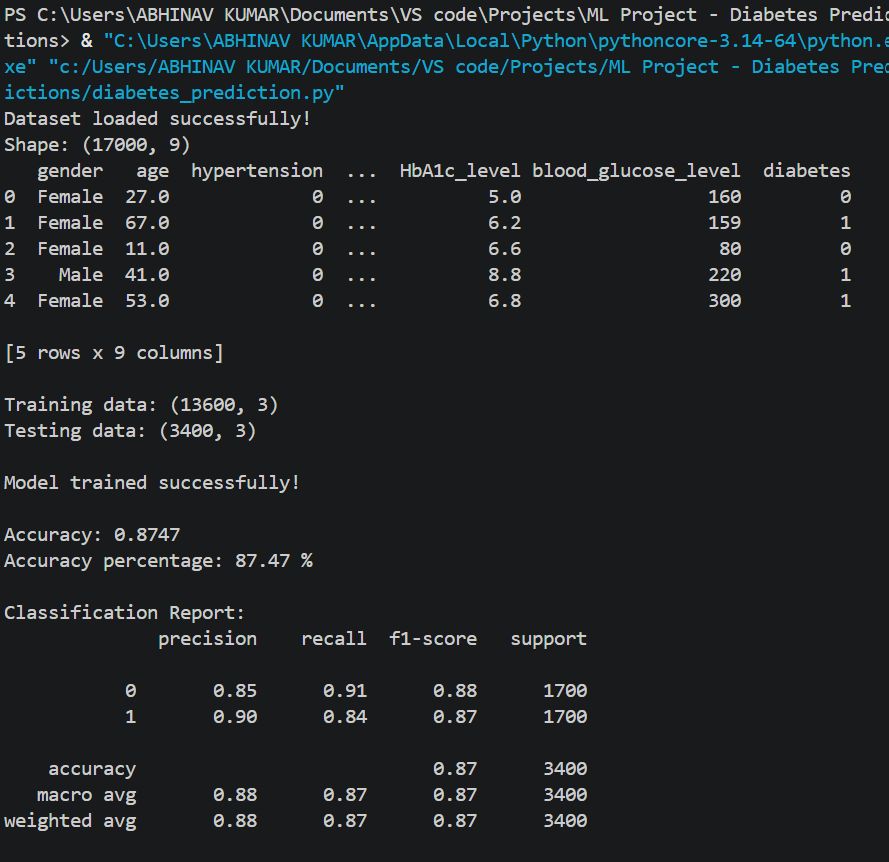 PS C:\Users\ABHINAV KUMAR\Documents\VS code\Projects\ML Project - Diabetes Predic
tions> & "C:\Users\ABHINAV KUMAR\AppData\Local\Python\pythoncore-3.14-64\python.e
xe" "c:/Users/ABHINAV KUMAR/Documents/VS code/Projects/ML Project - Diabetes Pred
ictions/diabetes_prediction.py"
Dataset loaded successfully!
Shape: (17000, 9)
   gender   age  hypertension  ...  HbA1c_level blood_glucose_level  diabetes
0  Female  27.0             0  ...          5.0                 160         0
1  Female  67.0             0  ...          6.2                 159         1
2  Female  11.0             0  ...          6.6                  80         0
3    Male  41.0             0  ...          8.8                 220         1
4  Female  53.0             0  ...          6.8                 300         1
[5 rows x 9 columns]
Training data: (13600, 3)
Testing data: (3400, 3)
Model trained successfully!
Accuracy: 0.8747
Accuracy percentage: 87.47 %
Classification Report:
              precision    recall  f1-score   support
           0       0.85      0.91      0.88      1700
           1       0.90      0.84      0.87      1700
    accuracy                           0.87      3400
   macro avg       0.88      0.87      0.87      3400
weighted avg       0.88      0.87      0.87      3400